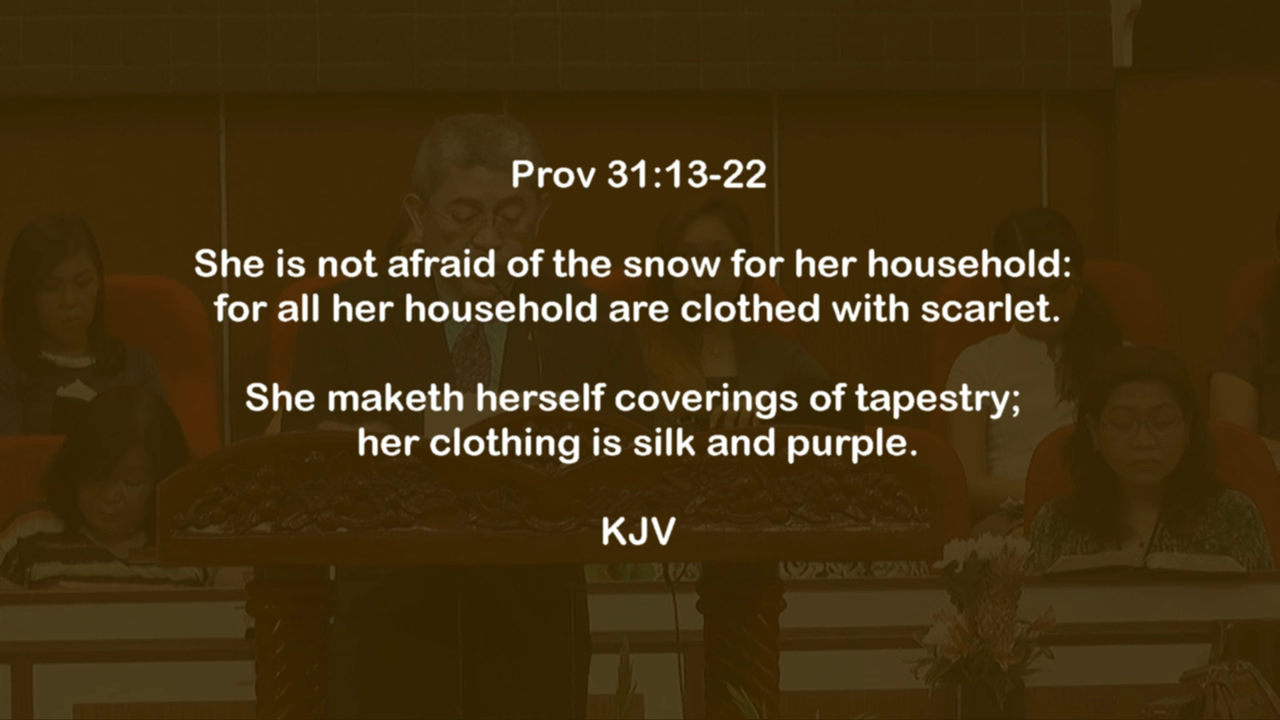 Prov 31:13-22
She is not afraid of the snow for her household:
for all her household are clothed with scarlet.
She maketh herself coverings of tapestry;
her clothing is silk and purple.
KJV